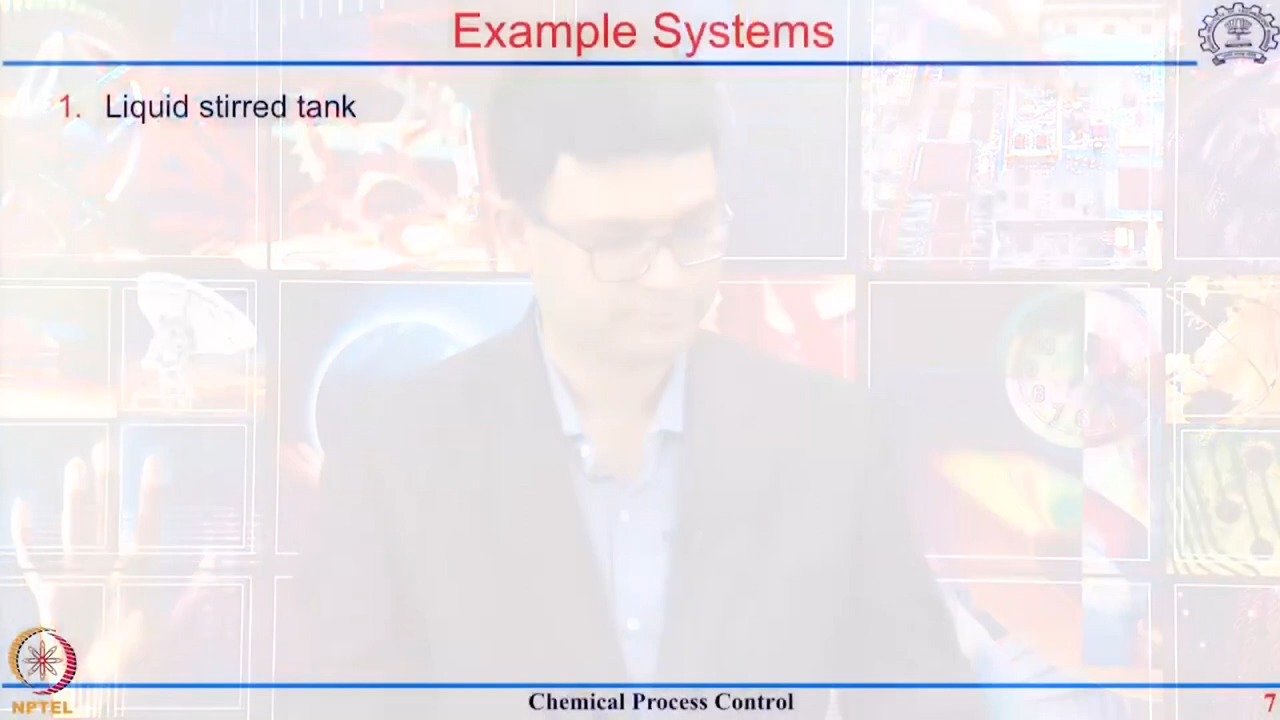 Example Systems
1. Liquid stirred tank
NPTEL
Chemical Process Control
7